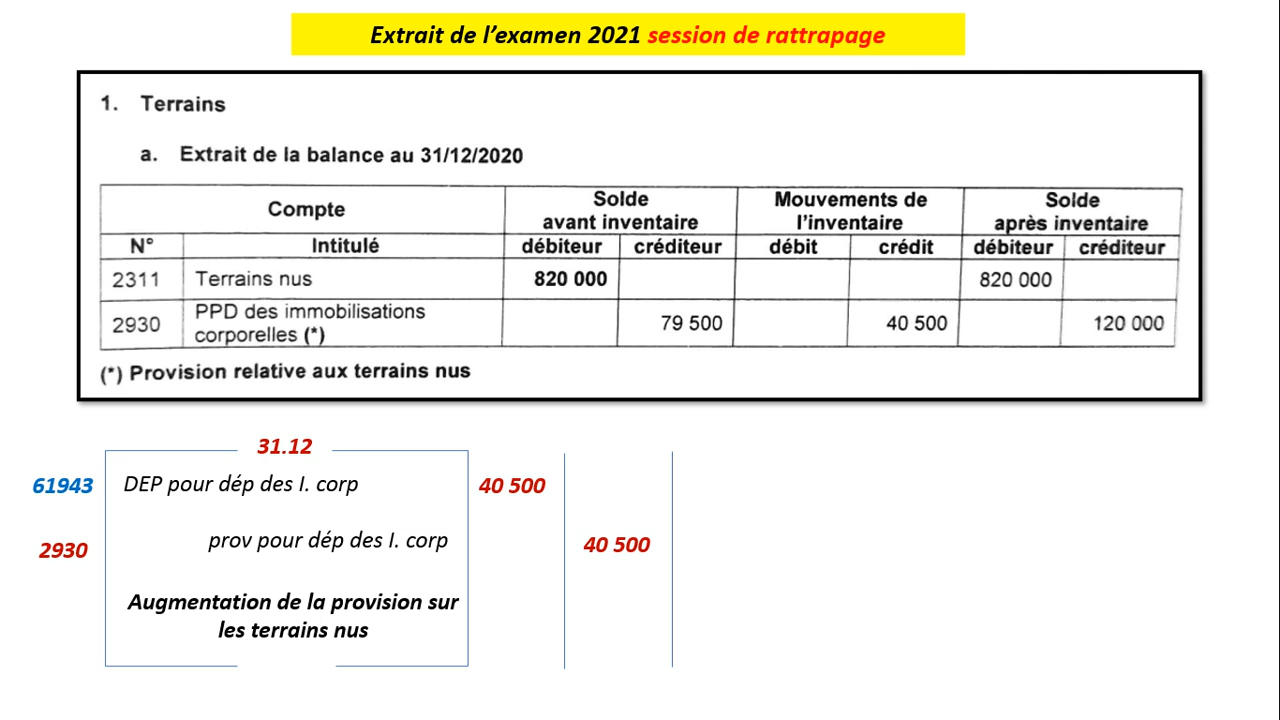 Extrait de l'examen 2021 session de rattrapage
1. Terrains
a. Extrait de la balance au 31/12/2020
Compte Solde avant inventaire Mouvements de l'inventaire Solde après inventaire
N° Intitulé débiteur créditeur débit crédit débiteur créditeur
2311 Terrains nus 820 000 820 000
2930 PPD des immobilisations corporelles (*) 79 500 40 500 120 000
(*) Provision relative aux terrains nus
31.12
61943 DEP pour dép des I. corp 40 500
2930 prov pour dép des I. corp 40 500
Augmentation de la provision sur
les terrains nus